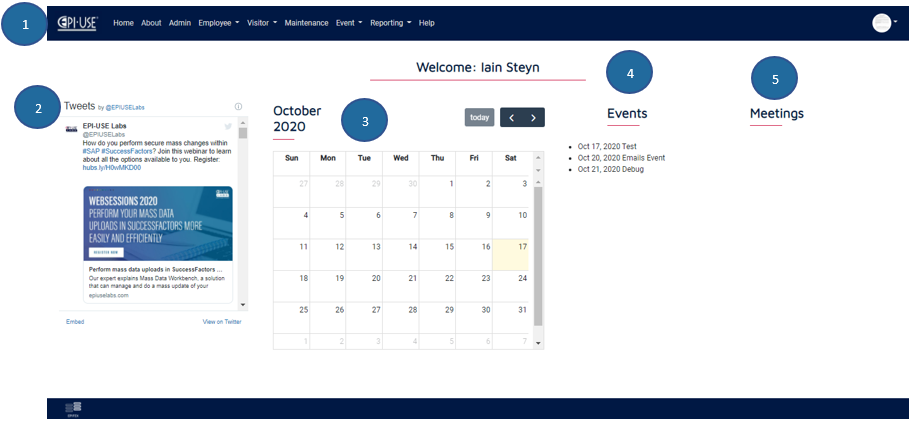 1
EPI·USE
Home About Admin Employee Visitor Maintenance Event Reporting Help
Welcome: Iain Steyn
4
5
2
Tweets by @EPIUSELabs
EPI-USE Labs
@EPIUSELabs
How do you perform secure mass changes within
#SAP #SuccessFactors? Join this webinar to learn
about all the options available to you. Register:
hubs.ly/H0wMKD00
EPI·USE
WEBSESSIONS 2020
PERFORM YOUR MASS DATA
UPLOADS IN SUCCESSFACTORS MORE
EASILY AND EFFICIENTLY
REGISTER NOW
Perform mass data uploads in SuccessFactors ...
Our expert explains Mass Data Workbench, a solution
that can manage and do a mass update of your
epiuselabs.com
Embed View on Twitter
October
2020
3
today < >
Sun Mon Tue Wed Thu Fri Sat
27 28 29 30 1 2 3
4 5 6 7 8 9 10
11 12 13 14 15 16 17
18 19 20 21 22 23 24
25 26 27 28 29 30 31
1 2 3 4 5 6 7
Events
• Oct 17, 2020 Test
• Oct 20, 2020 Emails Event
• Oct 21, 2020 Debug
Meetings